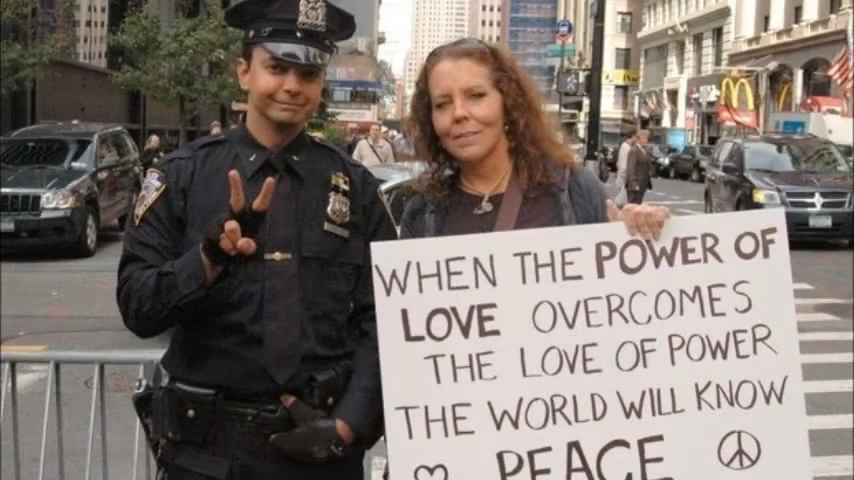 WHEN THE POWER OF
LOVE OVERCOMES
THE LOVE OF POWER
THE WORLD WILL KNOW
PEACE